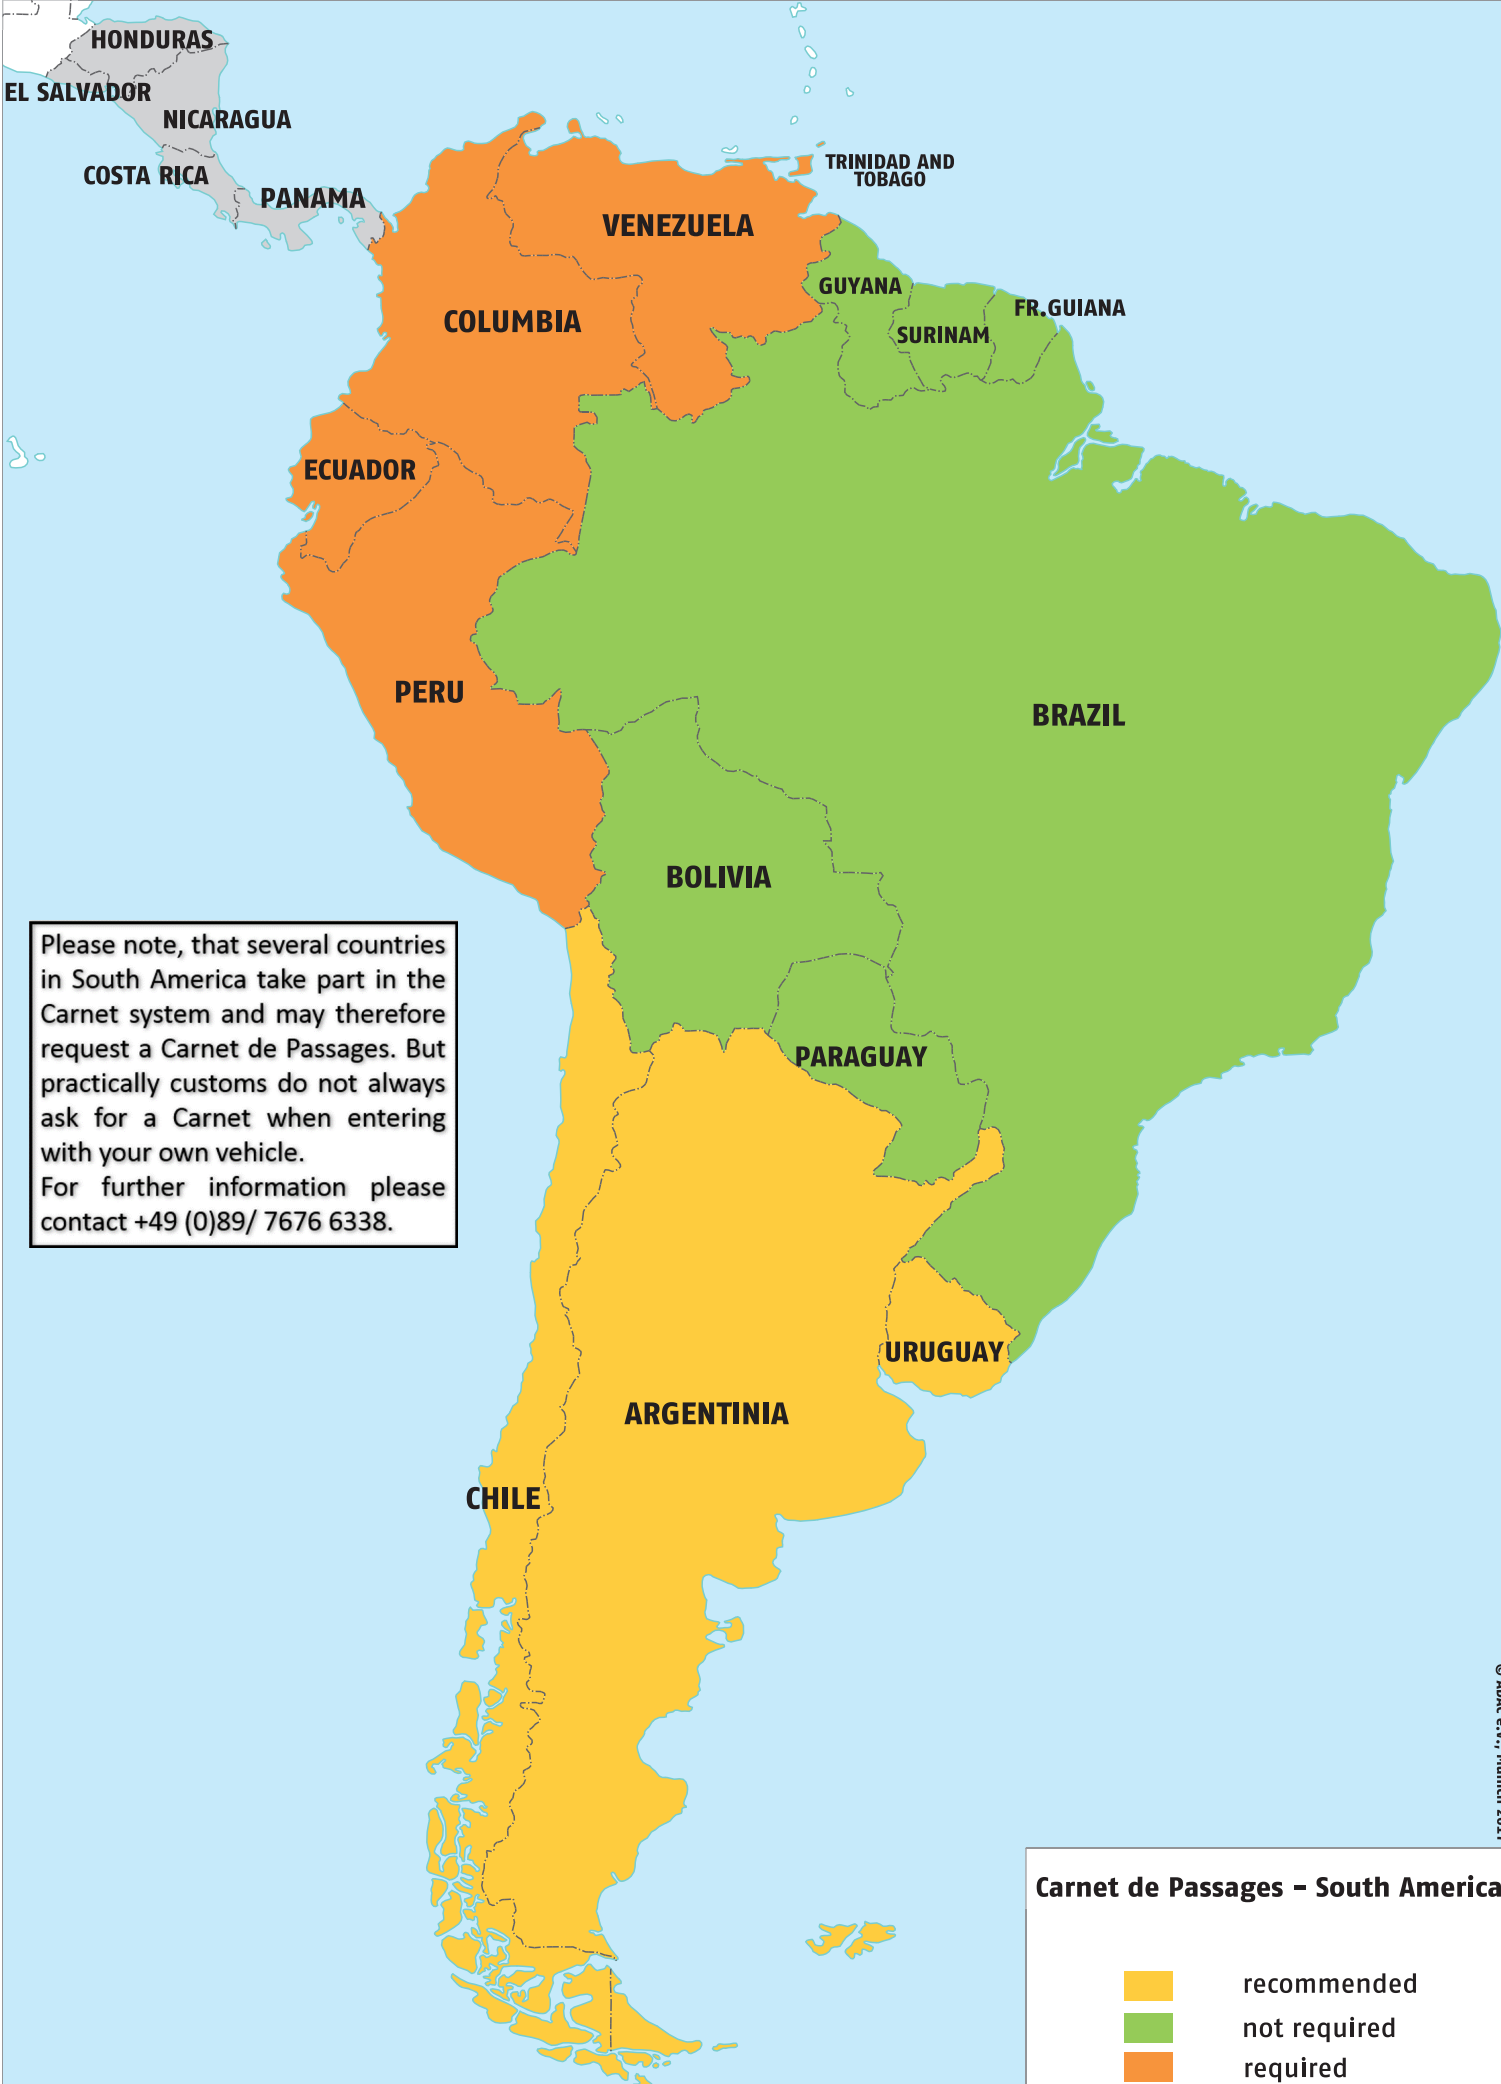 HONDURAS
EL SALVADOR
NICARAGUA
COSTA RICA
PANAMA
TRINIDAD AND
TOBAGO
VENEZUELA
GUYANA
FR.GUIANA
COLUMBIA
SURINAM
ECUADOR
PERU
BRAZIL
BOLIVIA
Please note, that several countries
in South America take part in the
Carnet system and may therefore
request a Carnet de Passages. But
practically customs do not always
ask for a Carnet when entering
with your own vehicle.
For further information please
contact +49 (0)89/ 7676 6338.
PARAGUAY
URUGUAY
ARGENTINIA
CHILE
Carnet de Passages – South America
recommended
not required
required